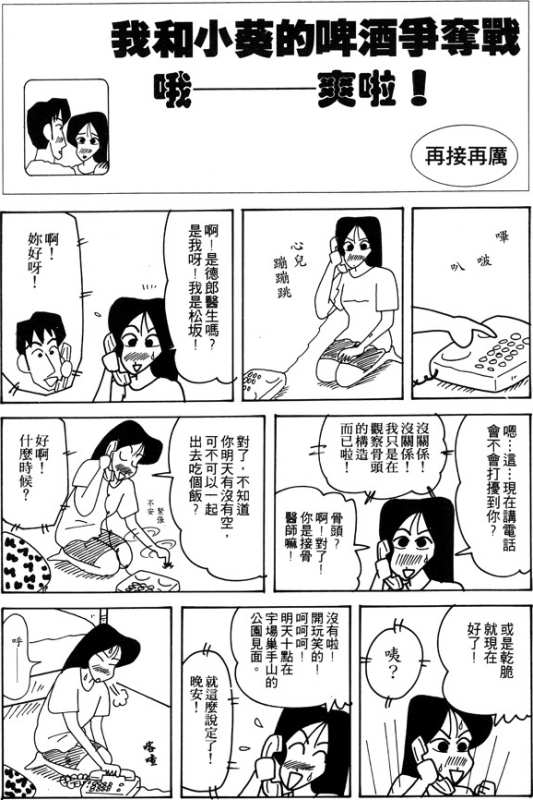 我和小葵的啤酒爭奪戰
哦——爽啦！
再接再厲
嗶
啵
叭
心兒
蹦蹦跳
啊！是德郎醫生嗎？
是我呀！我是松坂！
啊！
妳好呀！
嗯…這…現在講電話
會不會打擾到你？
沒關係！
沒關係！
我只是在
觀察骨頭
的構造
而已啦！
骨頭？
啊！對了！
你是接骨
醫師嘛！
對了，不知道
你明天有沒有空，
可不可以一起
出去吃個飯？
緊張
不安
好啊！
什麼時候？
或是乾脆
就現在
好了！
咦？
沒有啦！
開玩笑的！
呵呵呵！
明天十點在
宇場巢手山的
公園見面。
就這麼說定了！
晚安！
喀噠
呼